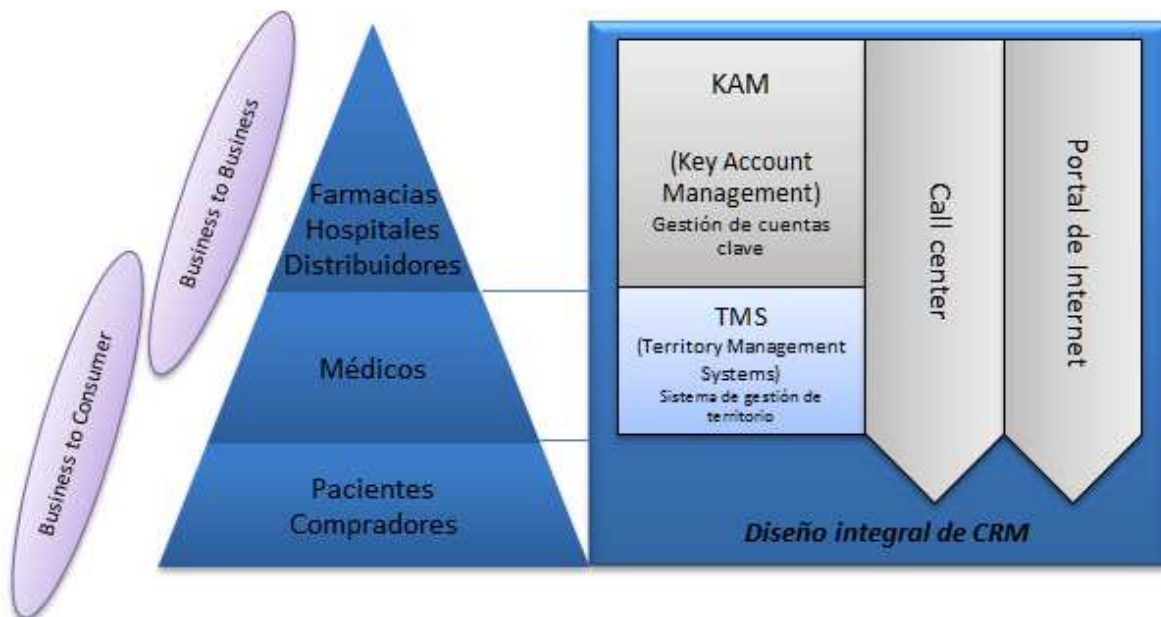 Business to Business
Business to Consumer
Farmacias
Hospitales
Distribuidores
Médicos
Pacientes
Compradores
KAM
(Key Account
Management)
Gestión de cuentas
clave
TMS
(Territory Management
Systems)
Sistema de gestión de
territorio
Call center
Portal de Internet
Diseño integral de CRM